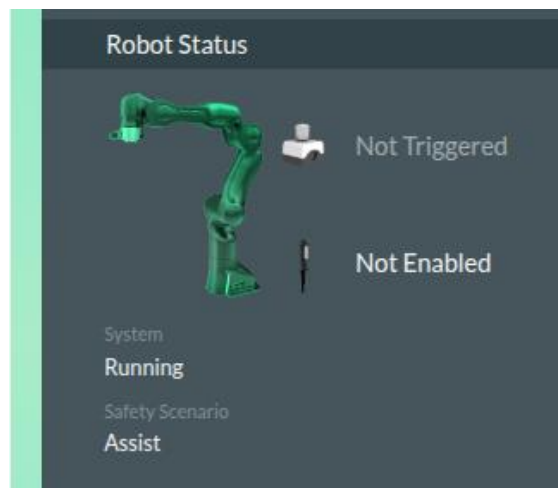 Robot Status
Not Triggered
Not Enabled
System
Running
Safety Scenario
Assist